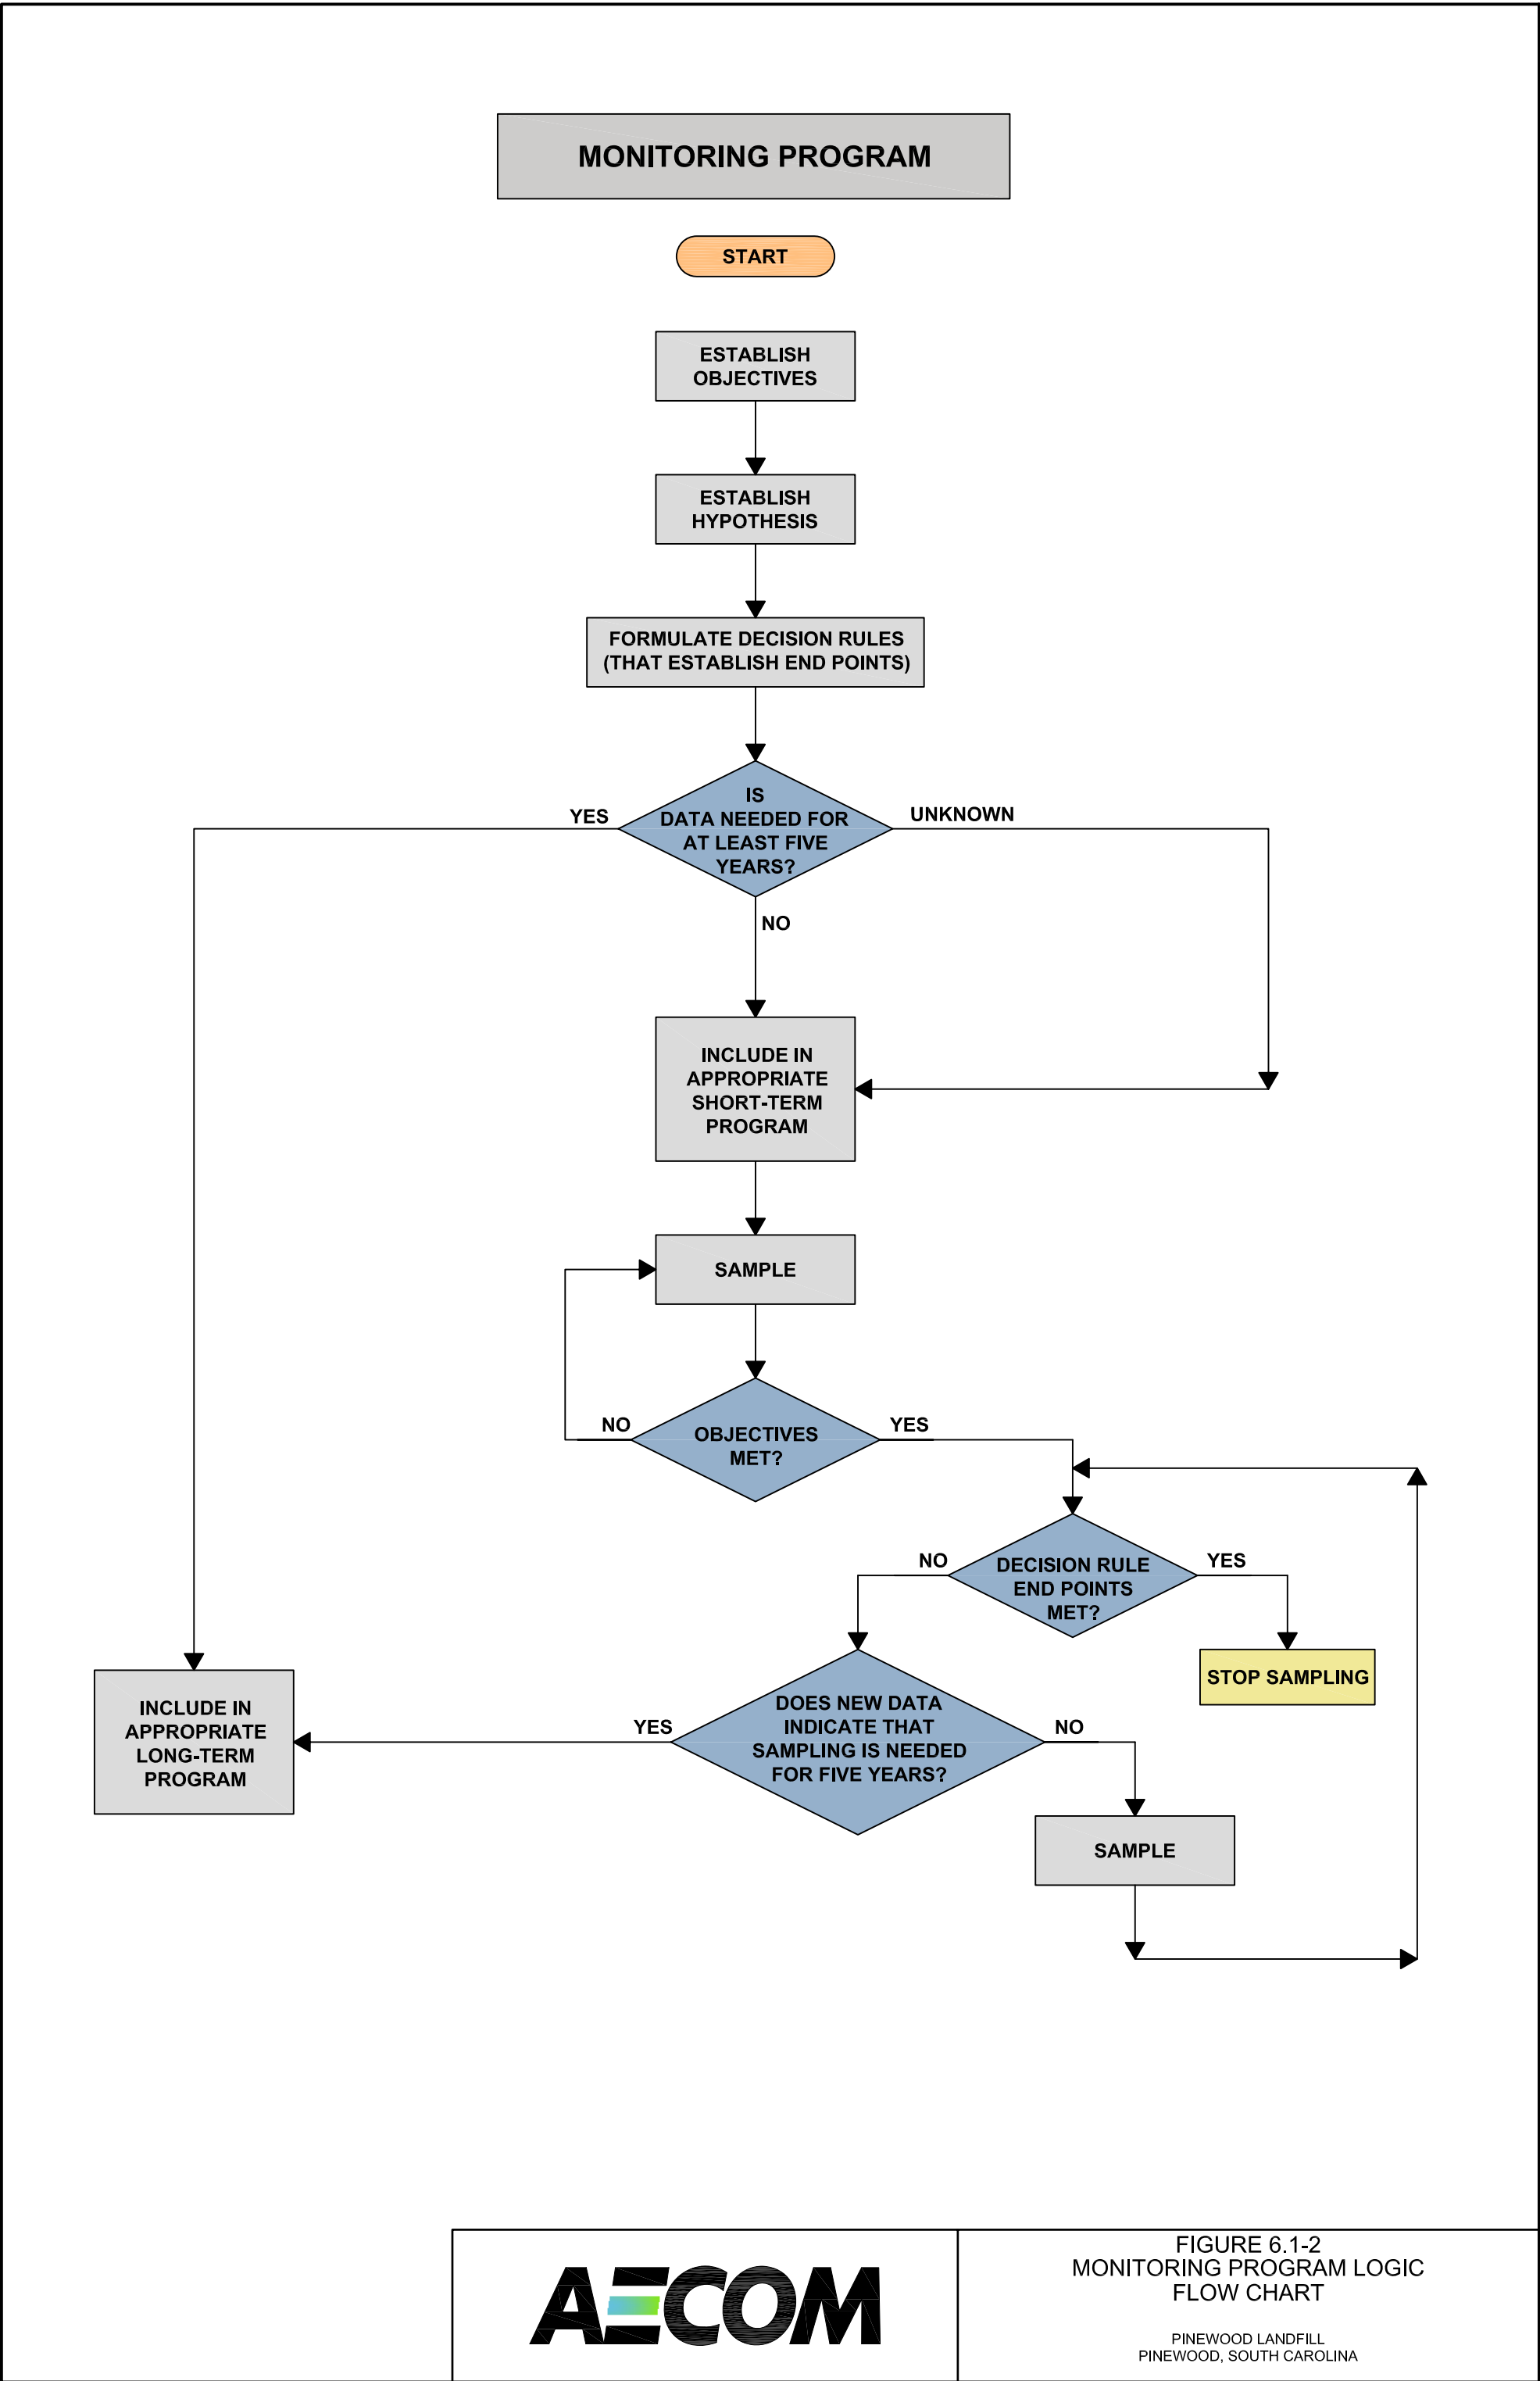 MONITORING PROGRAM
START
ESTABLISH
OBJECTIVES
ESTABLISH
HYPOTHESIS
FORMULATE DECISION RULES
(THAT ESTABLISH END POINTS)
IS
DATA NEEDED FOR
AT LEAST FIVE
YEARS?
YES
UNKNOWN
NO
INCLUDE IN
APPROPRIATE
SHORT-TERM
PROGRAM
SAMPLE
OBJECTIVES
MET?
NO
YES
DECISION RULE
END POINTS
MET?
NO
YES
STOP SAMPLING
DOES NEW DATA
INDICATE THAT
SAMPLING IS NEEDED
FOR FIVE YEARS?
YES
NO
INCLUDE IN
APPROPRIATE
LONG-TERM
PROGRAM
SAMPLE
AECOM
FIGURE 6.1-2
MONITORING PROGRAM LOGIC
FLOW CHART
PINEWOOD LANDFILL
PINEWOOD, SOUTH CAROLINA